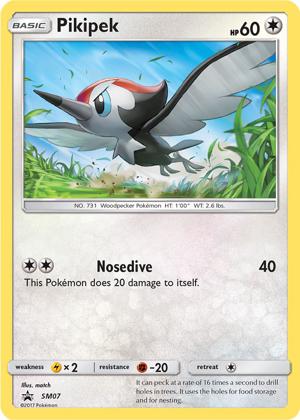 BASIC Pikipek HP60
NO. 731 Woodpecker Pokémon HT: 1'00" WT: 2.6 lbs.
Nosedive 40
This Pokémon does 20 damage to itself.
weakness ×2 resistance -20 retreat
Illus. match
SM07
©2017 Pokémon
It can peck at a rate of 16 times a second to drill
holes in trees. It uses the holes for food storage
and for nesting.